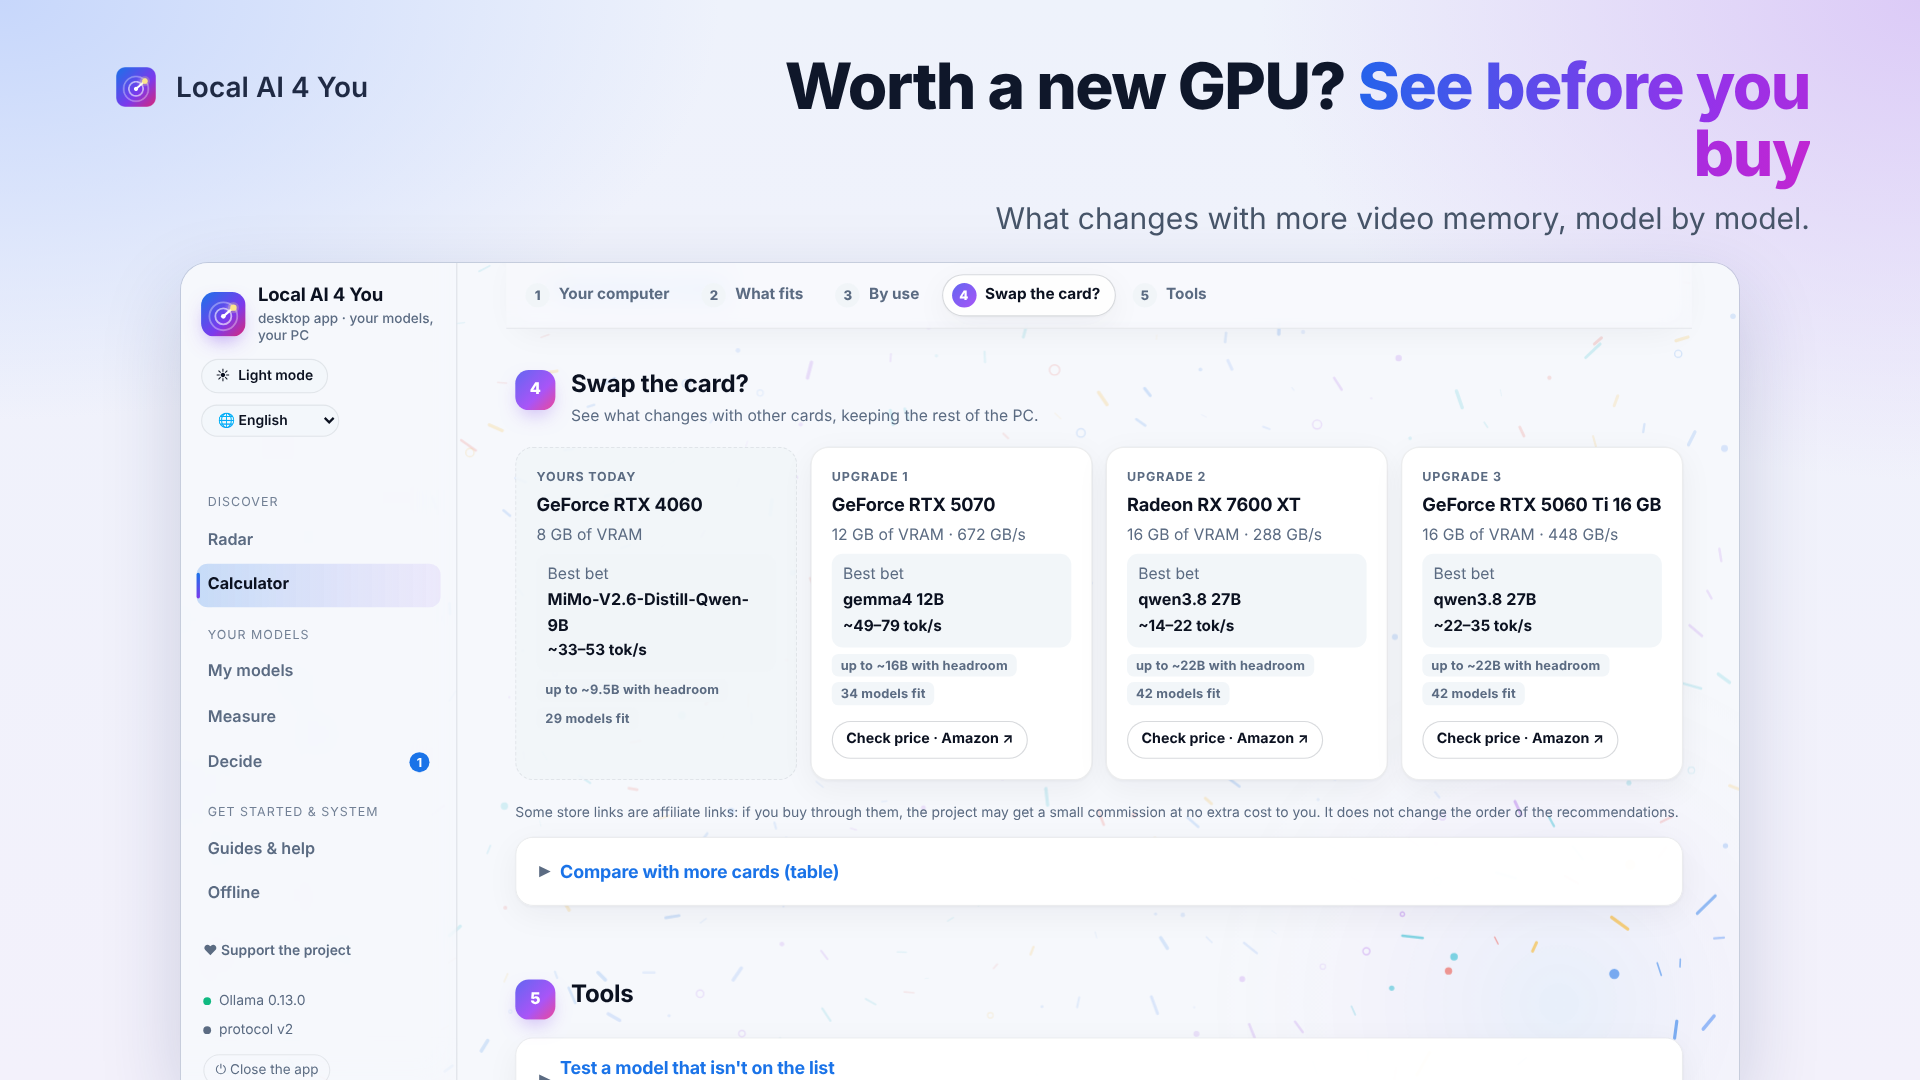 Local AI 4 You
Worth a new GPU? See before you
buy
What changes with more video memory, model by model.
Local AI 4 You
desktop app · your models,
your PC
☀ Light mode
🌐 English
DISCOVER
Radar
Calculator
YOUR MODELS
My models
Measure
Decide 1
GET STARTED & SYSTEM
Guides & help
Offline
♥ Support the project
Ollama 0.13.0
protocol v2
⏻ Close the app
1 Your computer 2 What fits 3 By use 4 Swap the card? 5 Tools
4 Swap the card?
See what changes with other cards, keeping the rest of the PC.
YOURS TODAY
GeForce RTX 4060
8 GB of VRAM
Best bet
MiMo-V2.6-Distill-Qwen-
9B
~33–53 tok/s
up to ~9.5B with headroom
29 models fit
UPGRADE 1
GeForce RTX 5070
12 GB of VRAM · 672 GB/s
Best bet
gemma4 12B
~49–79 tok/s
up to ~16B with headroom
34 models fit
Check price · Amazon ↗
UPGRADE 2
Radeon RX 7600 XT
16 GB of VRAM · 288 GB/s
Best bet
qwen3.8 27B
~14–22 tok/s
up to ~22B with headroom
42 models fit
Check price · Amazon ↗
UPGRADE 3
GeForce RTX 5060 Ti 16 GB
16 GB of VRAM · 448 GB/s
Best bet
qwen3.8 27B
~22–35 tok/s
up to ~22B with headroom
42 models fit
Check price · Amazon ↗
Some store links are affiliate links: if you buy through them, the project may get a small commission at no extra cost to you. It does not change the order of the recommendations.
▶ Compare with more cards (table)
5 Tools
▶ Test a model that isn't on the list